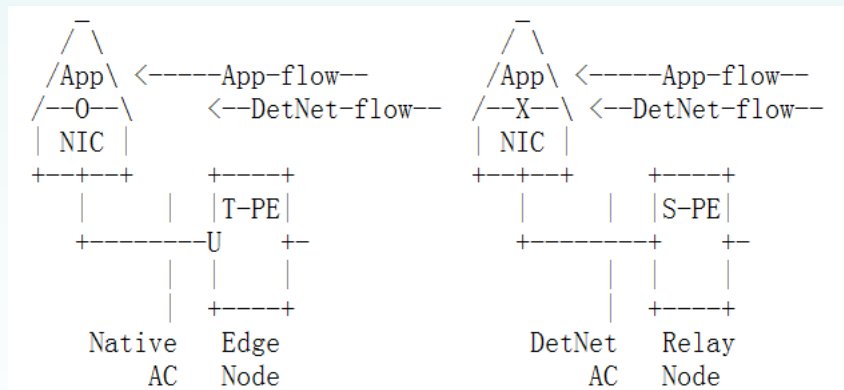 _                            _
     / \                          / \
    /App\ <-----App-flow--       /App\ <-----App-flow--
   /--O--\     <--DetNet-flow-- /--X--\ <--DetNet-flow--
   | NIC |                      | NIC |
   +--+--+     +----+           +--+--+     +----+
      |     |  |T-PE|              |     |  |S-PE|
      +--------U    +-             +--------+    +-
            |  |    |                    |  |    |
            |  +----+                    |  +----+
       Native   Edge                DetNet   Relay
           AC   Node                    AC   Node